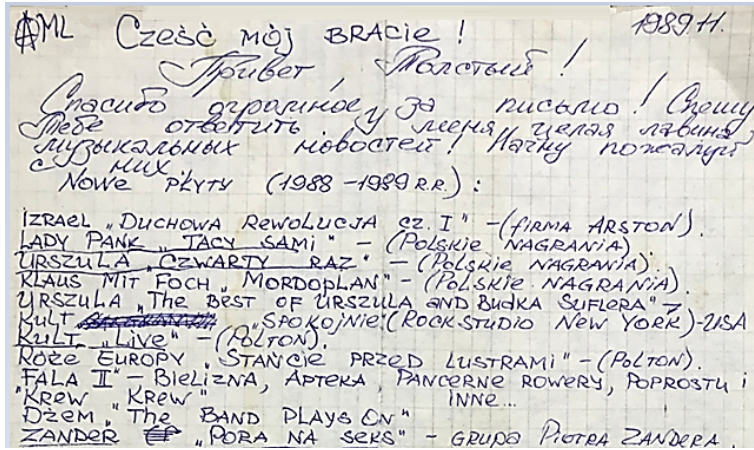 AML Cześć mój bracie ! 1989 н.
Привет Толстый !
Спасибо огромное за письмо ! Спешу
Тебе ответить. У меня целая лавина
музыкальных новостей ! Начну пожалуй
с них.
Nowe płyty (1988-1989 r.r.) :
Izrael „Duchowa Rewolucja cz. I" - (firma ARSTON).
LADY PANK „TACY SAMI" - (Polskie NAGRANIA)
URSZULA „CZWARTY RAZ" - (Polskie NAGRANIA).
KLAUS MIT FOCH „MORDOPLAN" - (Polskie NAGRANIA).
URSZULA „The BEST OF URSZULA AND Budka Suflera"
Kult „Spokojnie" (Rock Studio New York) - USA
Kult „Live" - (Polton).
Róże Europy „Stańcie przed lustrami" - (Polton).
„FALA II" - Bielizna, Apteka, Pancerne Rowery, Poprostu i
„Krew" „Krew" inne...
Dżem „The BAND PLAYS ON"
ZANDER „PORA NA seks" - GRUPA Piotra ZANDERA.